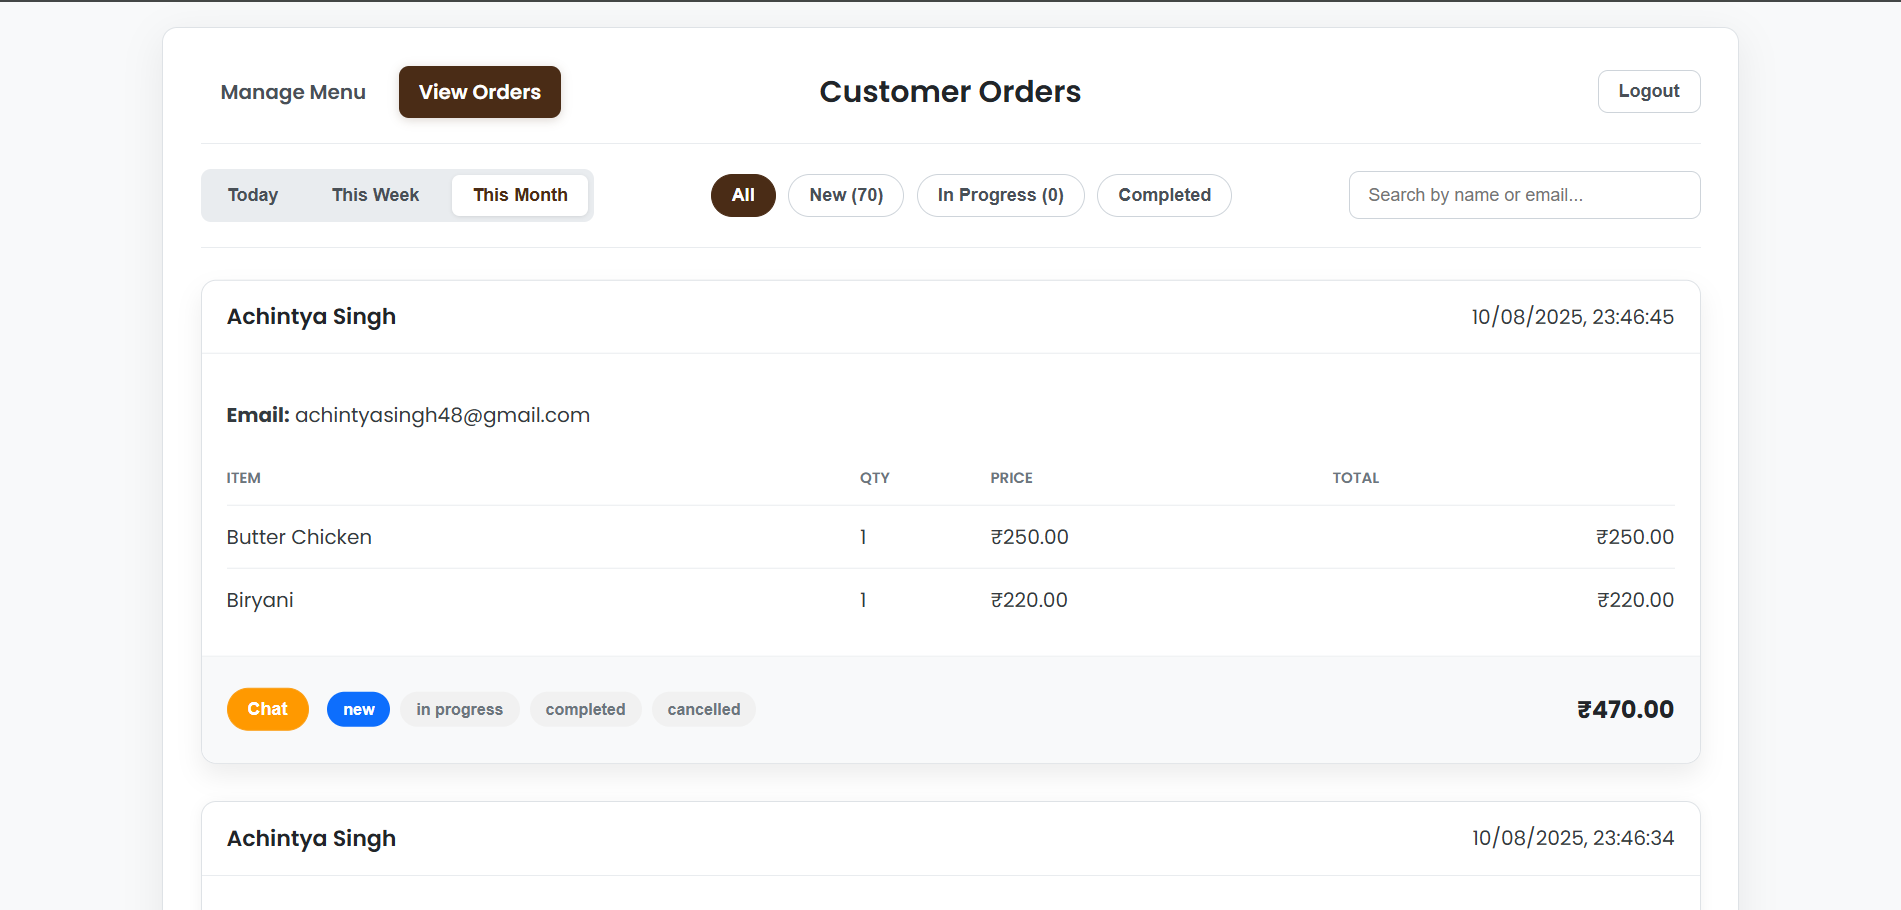 Manage Menu View Orders Customer Orders Logout
Today This Week This Month All New (70) In Progress (0) Completed Search by name or email...
Achintya Singh 10/08/2025, 23:46:45
Email: achintyasingh48@gmail.com
ITEM QTY PRICE TOTAL
Butter Chicken 1 ₹250.00 ₹250.00
Biryani 1 ₹220.00 ₹220.00
Chat new in progress completed cancelled ₹470.00
Achintya Singh 10/08/2025, 23:46:34